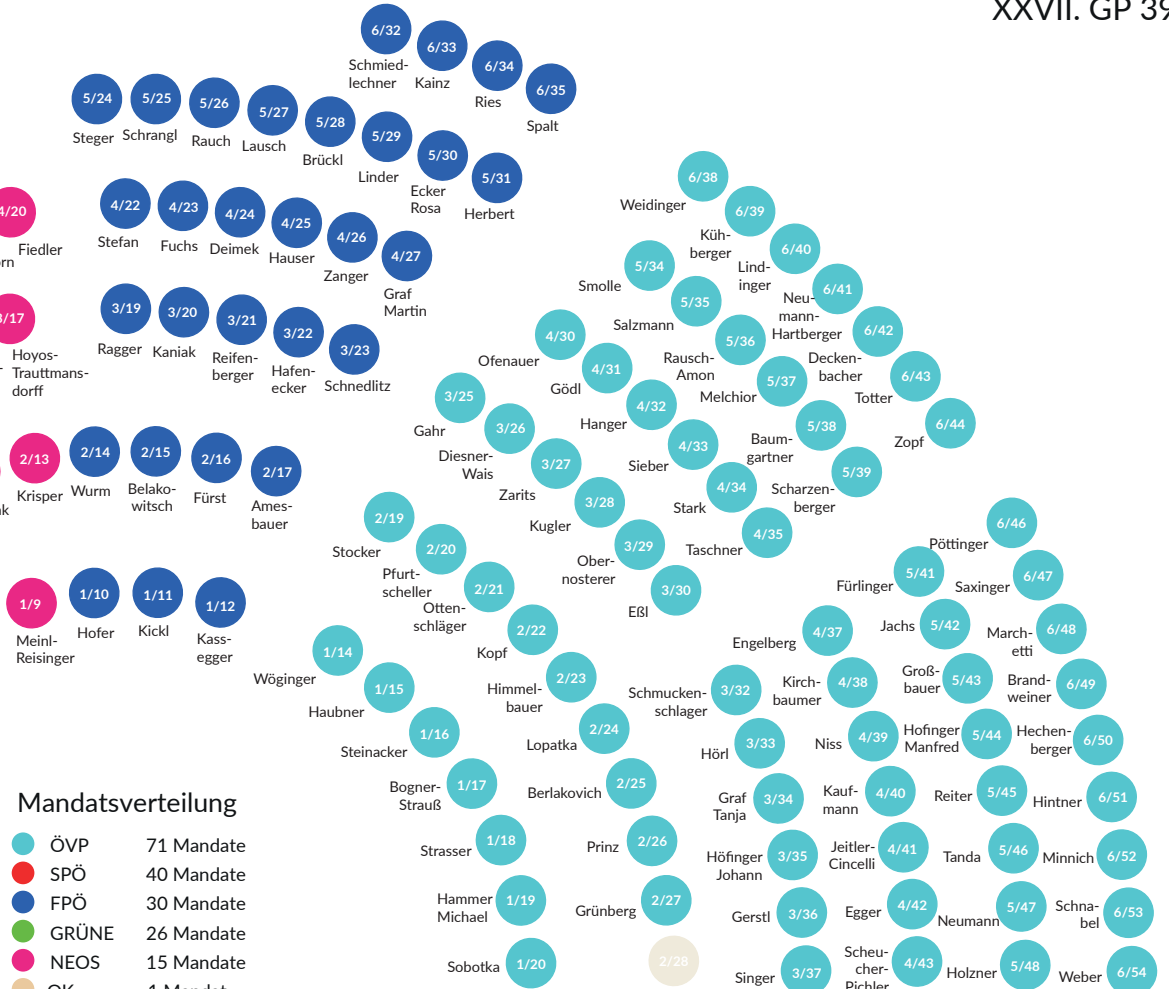 XXVII. GP 39
6/32
Schmied-
lechner
6/33
Kainz
6/34
Ries
6/35
Spalt
5/24
Steger
5/25
Schrangl
5/26
Rauch
5/27
Lausch
5/28
Brückl
5/29
Linder
5/30
Ecker
Rosa
5/31
Herbert
4/20
Fiedler
orn
4/22
Stefan
4/23
Fuchs
4/24
Deimek
4/25
Hauser
4/26
Zanger
4/27
Graf
Martin
3/17
Hoyos-
Trauttmans-
dorff
3/19
Ragger
3/20
Kaniak
3/21
Reifen-
berger
3/22
Hafen-
ecker
3/23
Schnedlitz
2/13
Krisper
2/14
Wurm
2/15
Belako-
witsch
2/16
Fürst
2/17
Ames-
bauer
1/9
Meinl-
Reisinger
1/10
Hofer
1/11
Kickl
1/12
Kass-
egger
6/38
Weidinger
6/39
Küh-
berger
6/40
Lind-
inger
6/41
Neu-
mann-
Hartberger
6/42
Decken-
bacher
6/43
Totter
6/44
Zopf
5/34
Smolle
5/35
Salzmann
5/36
Rausch-
Amon
5/37
Melchior
5/38
Baum-
gartner
5/39
Scharzen-
berger
4/30
Ofenauer
4/31
Gödl
4/32
Hanger
4/33
Sieber
4/34
Stark
4/35
Taschner
3/25
Gahr
3/26
Diesner-
Wais
3/27
Zarits
3/28
Kugler
3/29
Ober-
nosterer
3/30
Eßl
2/19
Stocker
2/20
Pfurt-
scheller
2/21
Otten-
schläger
2/22
Kopf
2/23
Himmel-
bauer
2/24
Lopatka
2/25
Berlakovich
2/26
Prinz
2/27
Grünberg
2/28
1/14
Wöginger
1/15
Haubner
1/16
Steinacker
1/17
Bogner-
Strauß
1/18
Strasser
1/19
Hammer
Michael
1/20
Sobotka
6/46
Pöttinger
6/47
Saxinger
6/48
March-
etti
6/49
Brand-
weiner
6/50
Hechen-
berger
6/51
Hintner
6/52
Minnich
6/53
Schna-
bel
6/54
Weber
5/41
Fürlinger
5/42
Jachs
5/43
Groß-
bauer
5/44
Hofinger
Manfred
5/45
Reiter
5/46
Tanda
5/47
Neumann
5/48
Holzner
4/37
Engelberg
4/38
Kirch-
baumer
4/39
Niss
4/40
Kauf-
mann
4/41
Jeitler-
Cincelli
4/42
Egger
4/43
Scheu-
cher-
Pichler
3/32
Schmucken-
schlager
3/33
Hörl
3/34
Graf
Tanja
3/35
Höfinger
Johann
3/36
Gerstl
3/37
Singer
Mandatsverteilung
ÖVP 71 Mandate
SPÖ 40 Mandate
FPÖ 30 Mandate
GRÜNE 26 Mandate
NEOS 15 Mandate
OK 1 Mandat